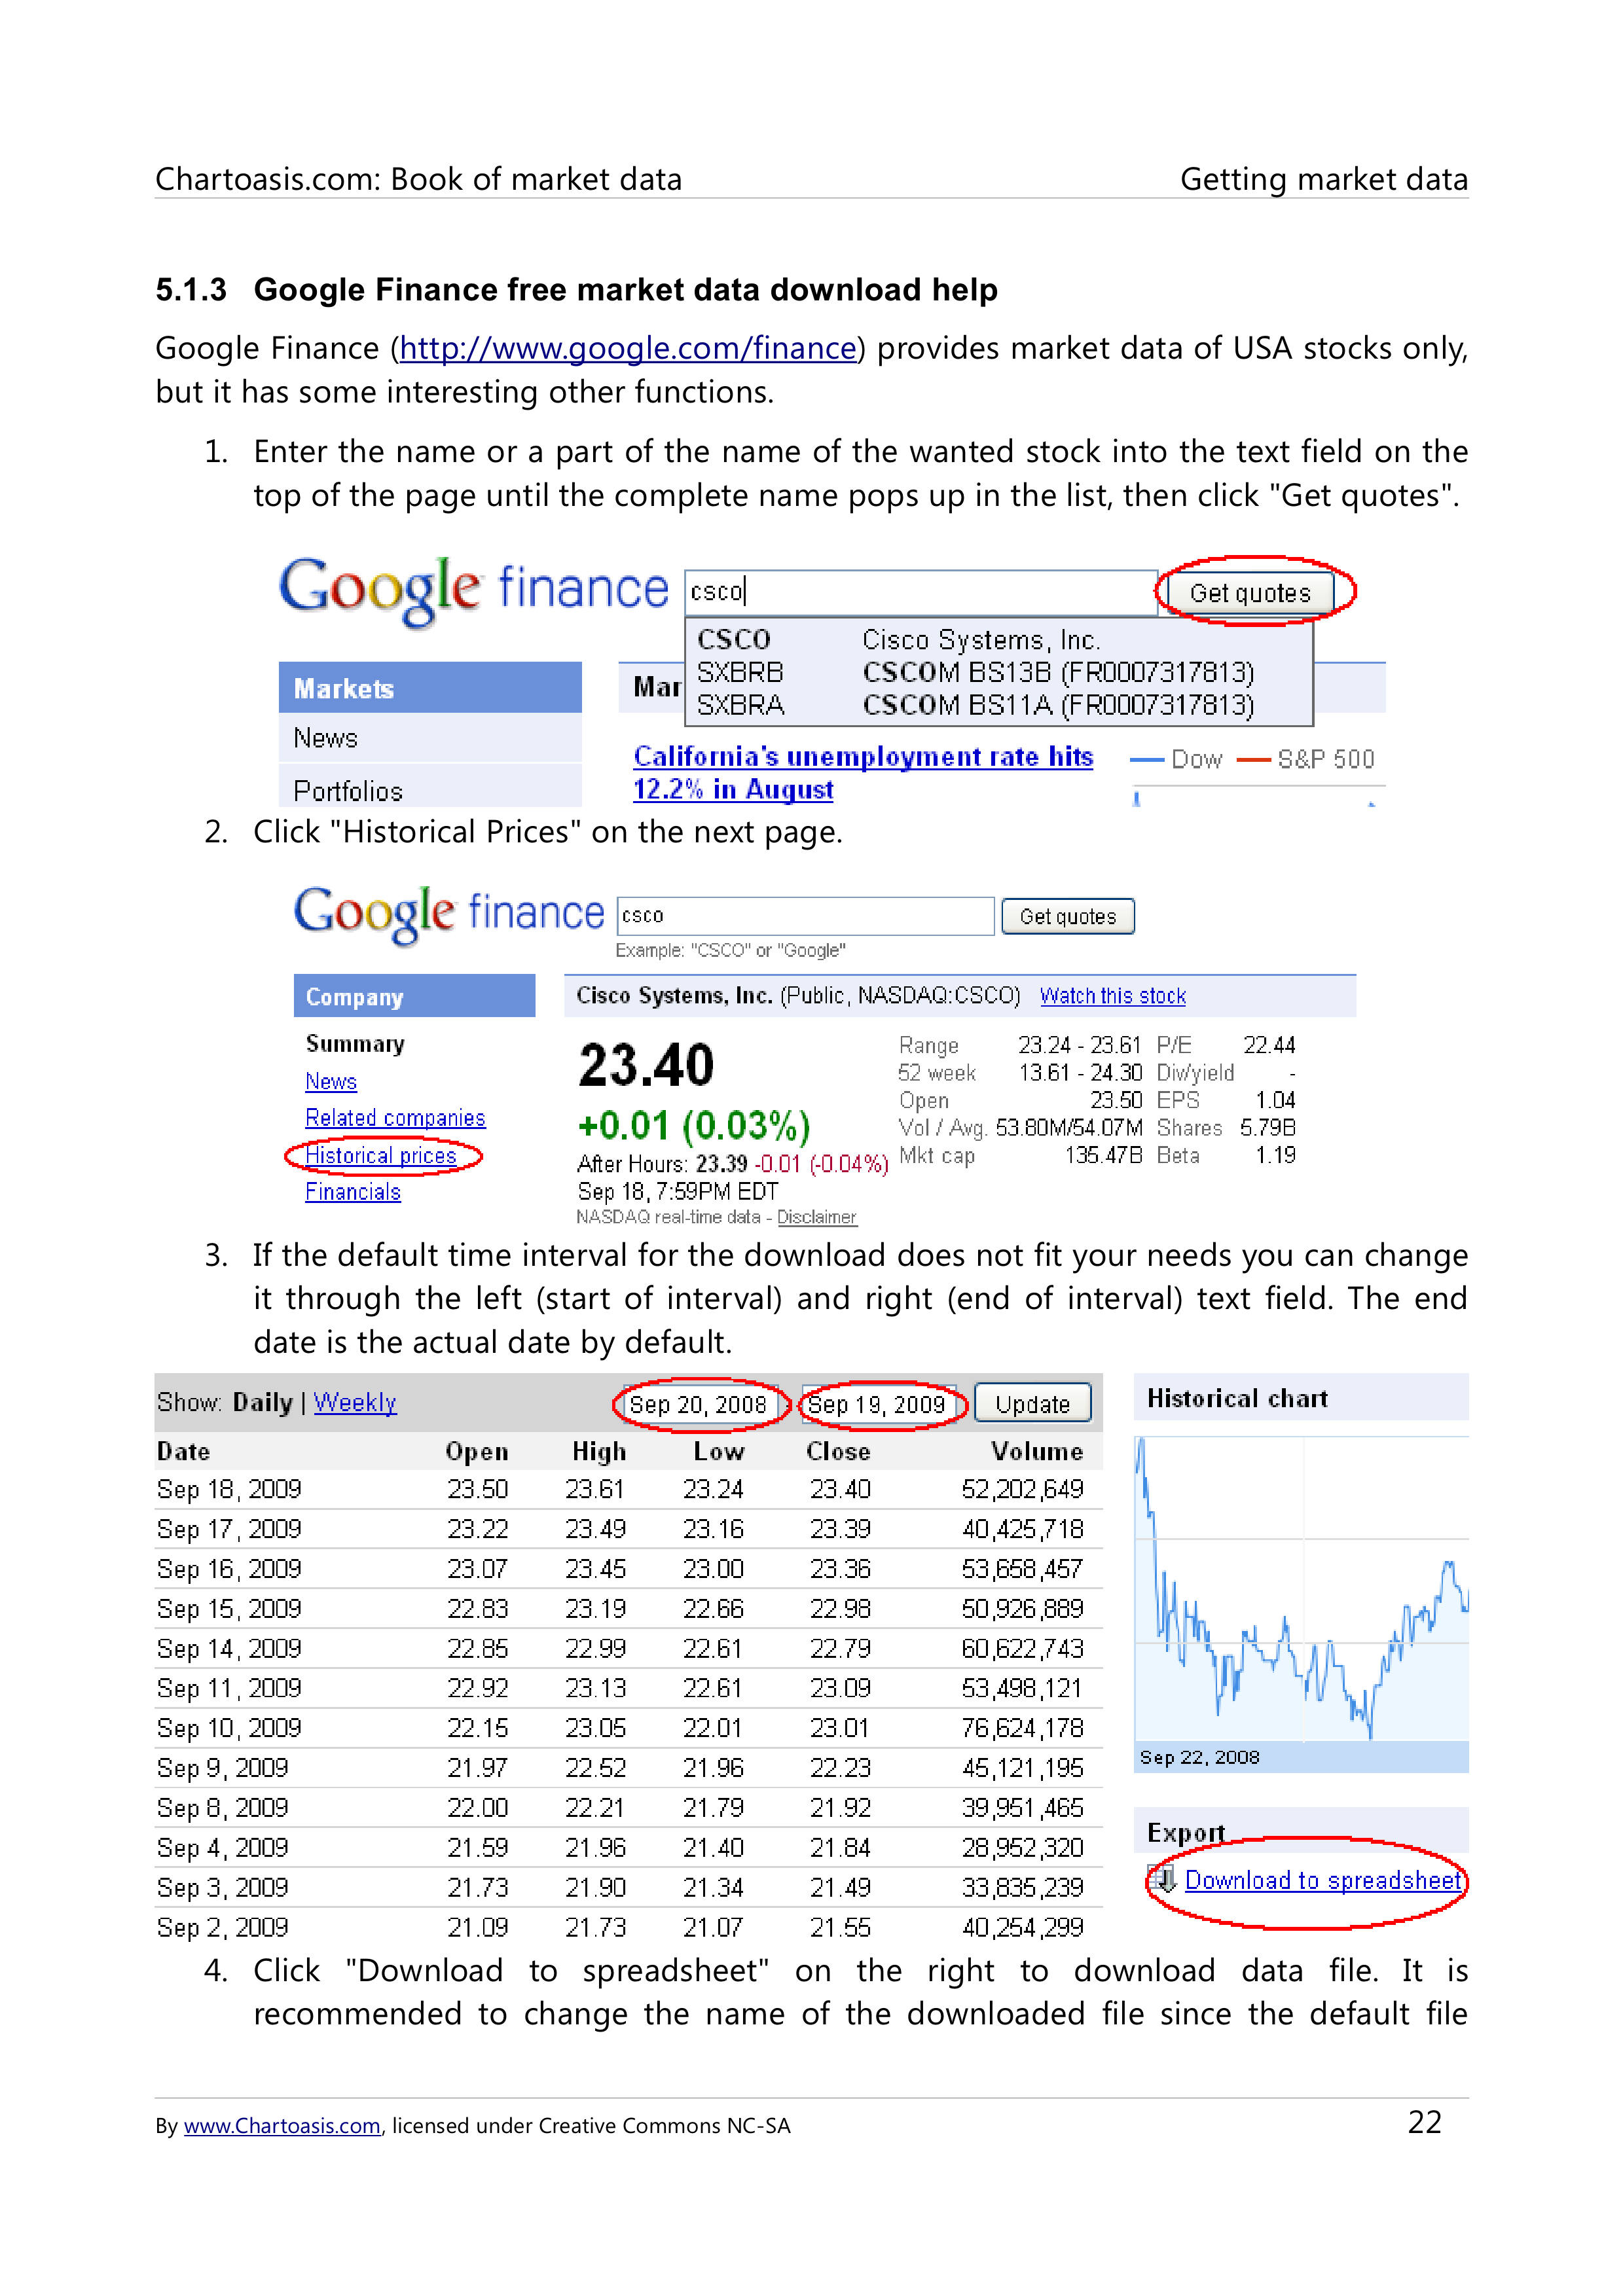 Chartoasis.com: Book of market data Getting market data
5.1.3 Google Finance free market data download help
Google Finance (http://www.google.com/finance) provides market data of USA stocks only,
but it has some interesting other functions.
1. Enter the name or a part of the name of the wanted stock into the text field on the
top of the page until the complete name pops up in the list, then click "Get quotes".
Google finance csco Get quotes
CSCO Cisco Systems, Inc.
SXBRB CSCOM BS13B (FR0007317813)
SXBRA CSCOM BS11A (FR0007317813)
Markets Mar
News
Portfolios
California's unemployment rate hits
12.2% in August
Dow S&P 500
2. Click "Historical Prices" on the next page.
Google finance csco Get quotes
Example: "CSCO" or "Google"
Company
Summary
News
Related companies
Historical prices
Financials
Cisco Systems, Inc. (Public, NASDAQ:CSCO) Watch this stock
23.40
+0.01 (0.03%)
After Hours: 23.39 -0.01 (-0.04%)
Sep 18, 7:59PM EDT
NASDAQ real-time data - Disclaimer
Range 23.24 - 23.61 P/E 22.44
52 week 13.61 - 24.30 Div/yield -
Open 23.50 EPS 1.04
Vol / Avg. 53.80M/54.07M Shares 5.79B
Mkt cap 135.47B Beta 1.19
3. If the default time interval for the download does not fit your needs you can change
it through the left (start of interval) and right (end of interval) text field. The end
date is the actual date by default.
Show: Daily | Weekly Sep 20, 2008 Sep 19, 2009 Update
Date Open High Low Close Volume
Sep 18, 2009 23.50 23.61 23.24 23.40 52,202,649
Sep 17, 2009 23.22 23.49 23.16 23.39 40,425,718
Sep 16, 2009 23.07 23.45 23.00 23.36 53,658,457
Sep 15, 2009 22.83 23.19 22.66 22.98 50,926,889
Sep 14, 2009 22.85 22.99 22.61 22.79 60,622,743
Sep 11, 2009 22.92 23.13 22.61 23.09 53,498,121
Sep 10, 2009 22.15 23.05 22.01 23.01 76,624,178
Sep 9, 2009 21.97 22.52 21.96 22.23 45,121,195
Sep 8, 2009 22.00 22.21 21.79 21.92 39,951,465
Sep 4, 2009 21.59 21.96 21.40 21.84 28,952,320
Sep 3, 2009 21.73 21.90 21.34 21.49 33,835,239
Sep 2, 2009 21.09 21.73 21.07 21.55 40,254,299
Historical chart
Sep 22, 2008
Export
Download to spreadsheet
4. Click "Download to spreadsheet" on the right to download data file. It is
recommended to change the name of the downloaded file since the default file
By www.Chartoasis.com, licensed under Creative Commons NC-SA 22